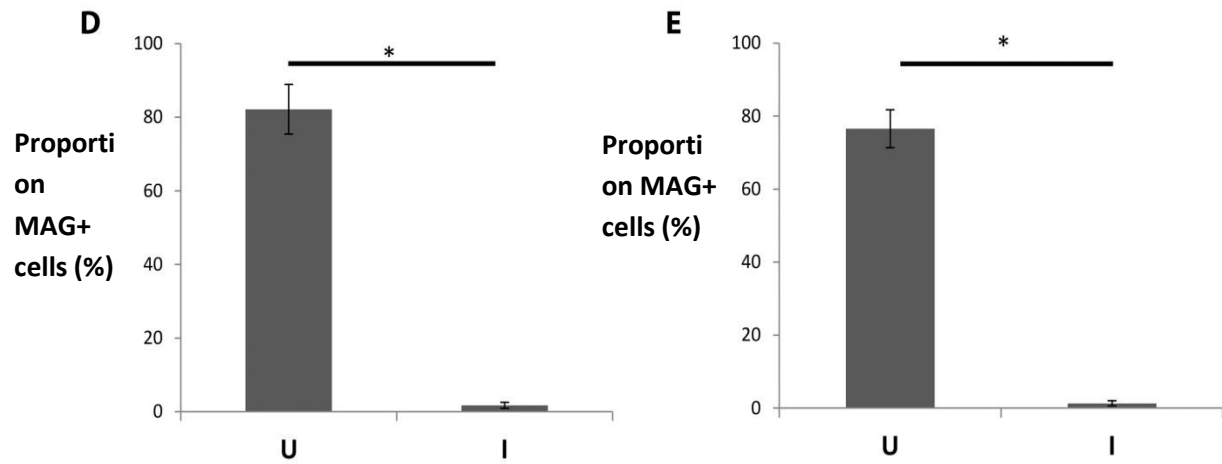 D
100
80
60
40
20
0
Proporti
on
MAG+
cells (%)
*
U I
E
100
80
60
40
20
0
Proporti
on MAG+
cells (%)
*
U I